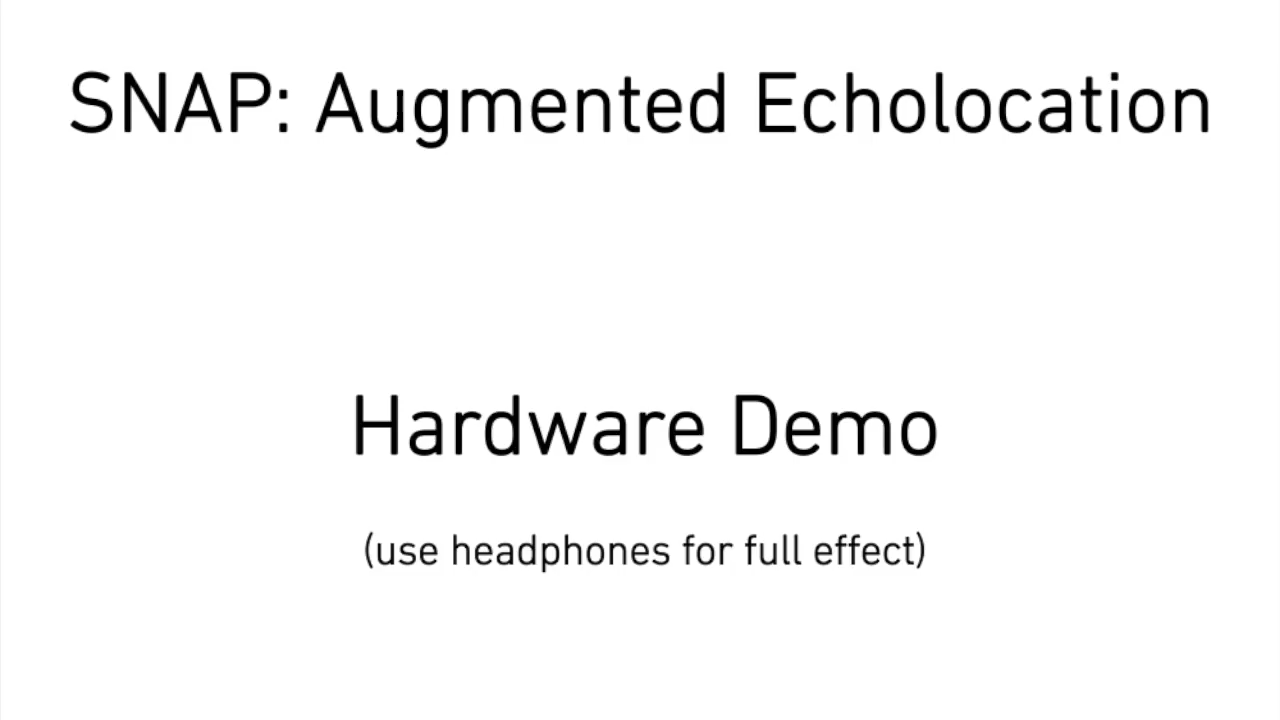 SNAP: Augmented Echolocation
Hardware Demo
(use headphones for full effect)